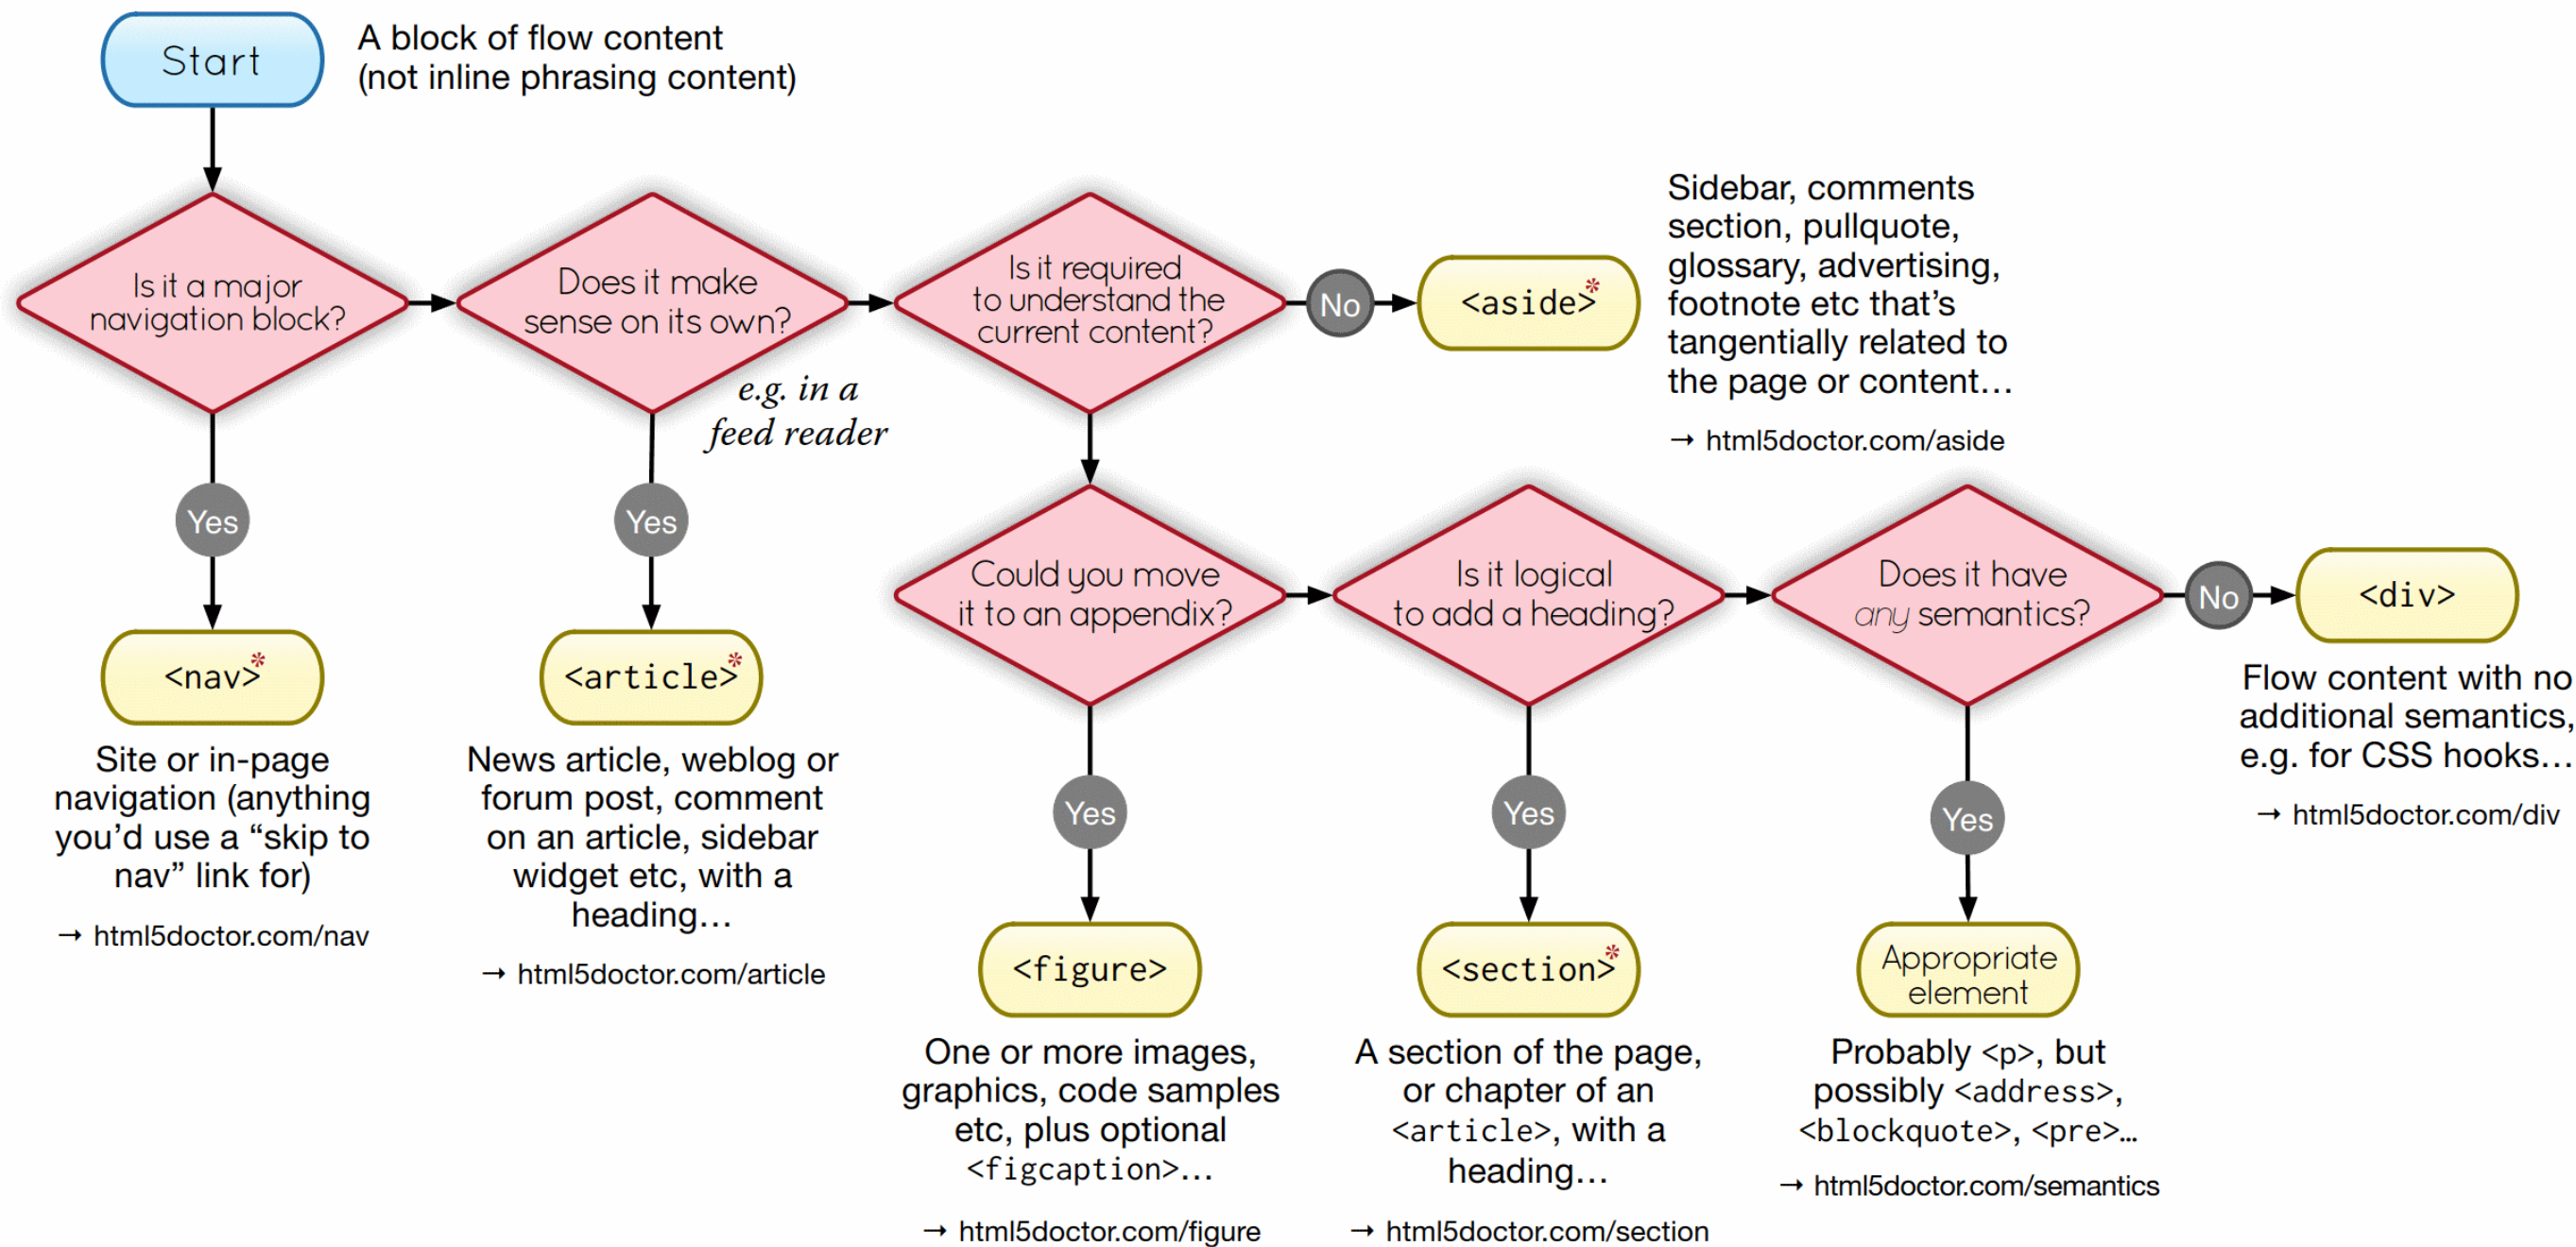 Start
A block of flow content
(not inline phrasing content)
Is it a major
navigation block?
Does it make
sense on its own?
e.g. in a
feed reader
Is it required
to understand the
current content?
No
<aside>*
Sidebar, comments
section, pullquote,
glossary, advertising,
footnote etc that’s
tangentially related to
the page or content…
→ html5doctor.com/aside
Yes
<nav>*
Site or in-page
navigation (anything
you’d use a “skip to
nav” link for)
→ html5doctor.com/nav
Yes
<article>*
News article, weblog or
forum post, comment
on an article, sidebar
widget etc, with a
heading…
→ html5doctor.com/article
Could you move
it to an appendix?
Yes
<figure>
One or more images,
graphics, code samples
etc, plus optional
<figcaption>…
→ html5doctor.com/figure
Is it logical
to add a heading?
Yes
<section>*
A section of the page,
or chapter of an
<article>, with a
heading…
→ html5doctor.com/section
Does it have
any semantics?
Yes
Appropriate
element
Probably <p>, but
possibly <address>,
<blockquote>, <pre>…
→ html5doctor.com/semantics
No
<div>
Flow content with no
additional semantics,
e.g. for CSS hooks…
→ html5doctor.com/div